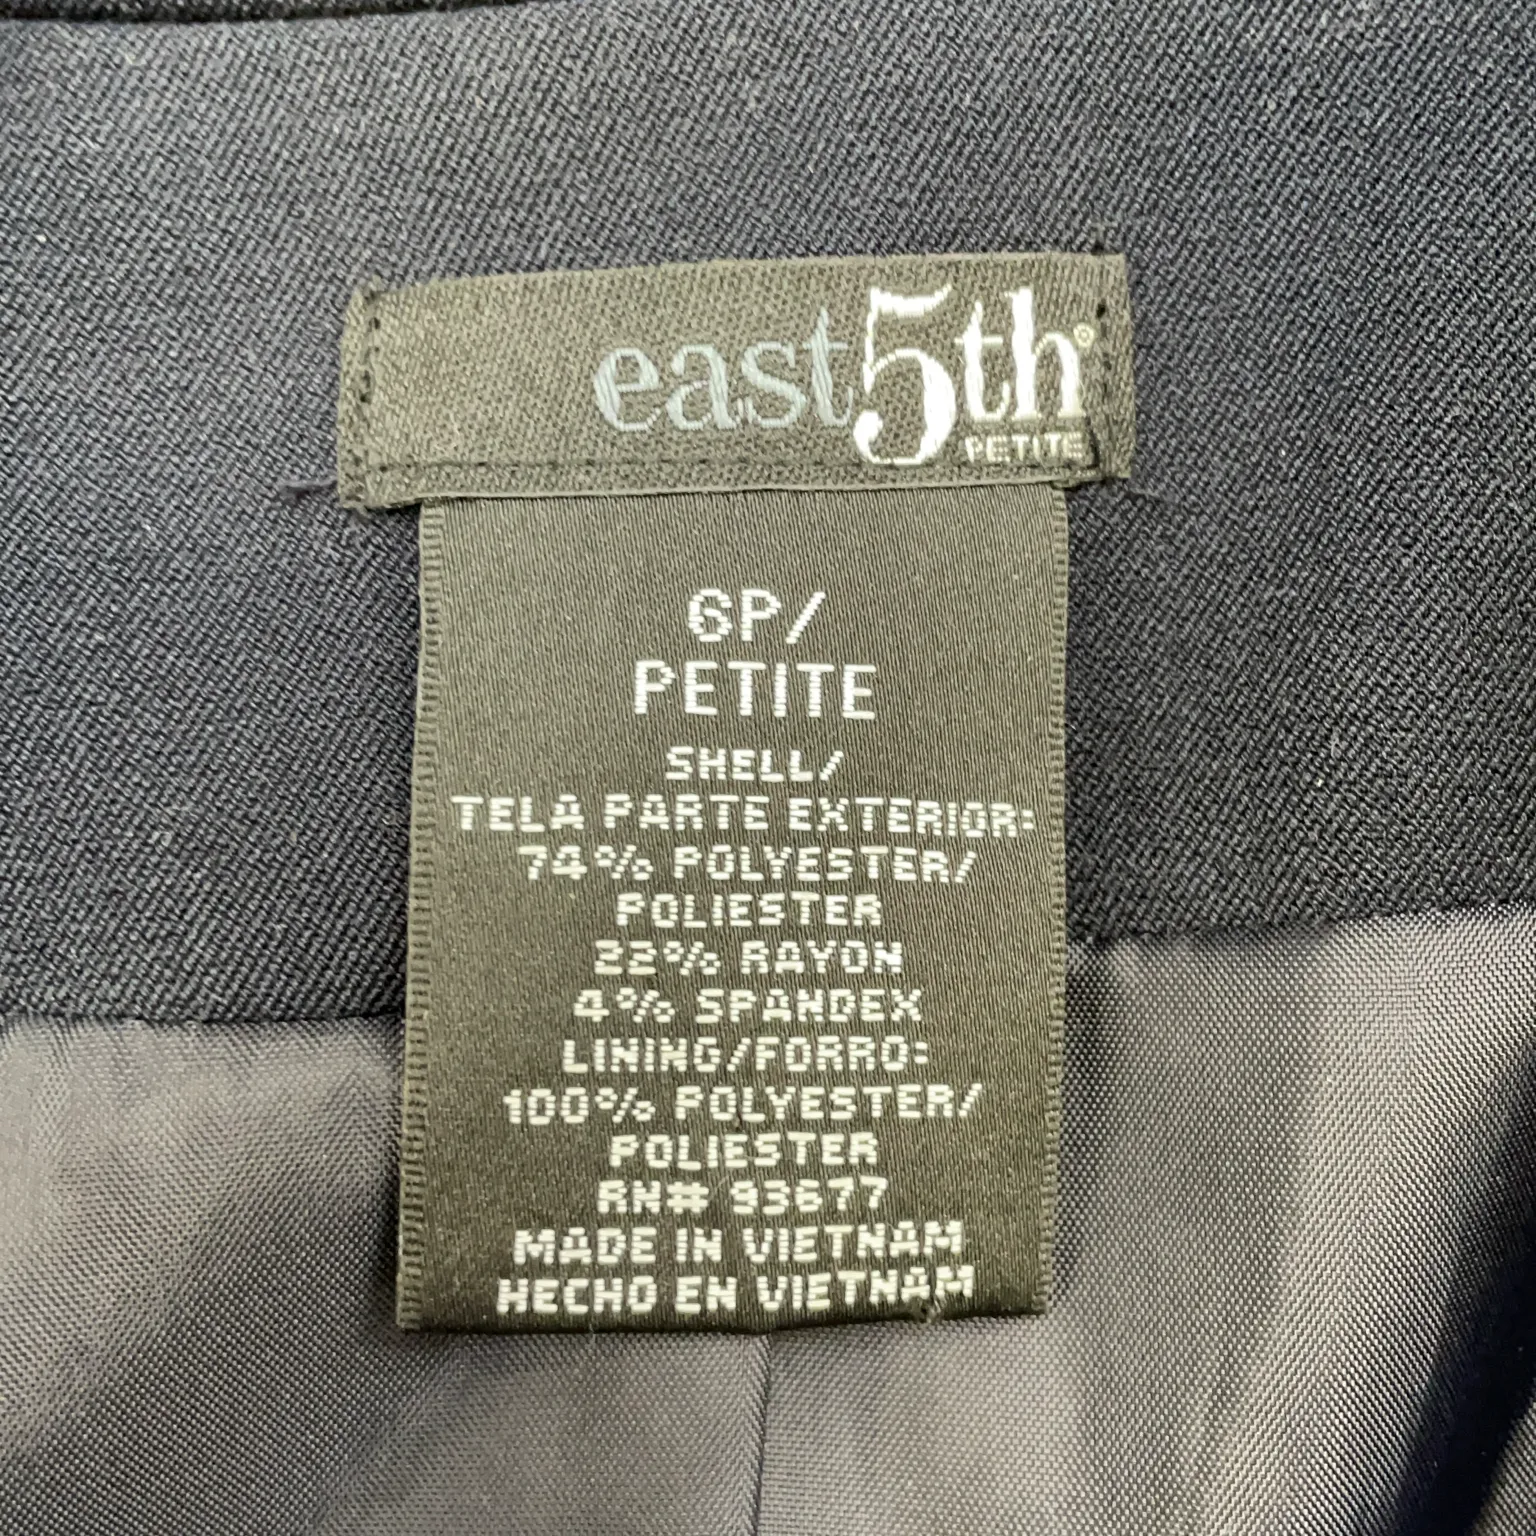 east5th®
PETITE
6P/
PETITE
SHELL/
TELA PARTE EXTERIOR:
74% POLYESTER/
POLIESTER
22% RAYON
4% SPANDEX
LINING/FORRO:
100% POLYESTER/
POLIESTER
RN# 93677
MADE IN VIETNAM
HECHO EN VIETNAM